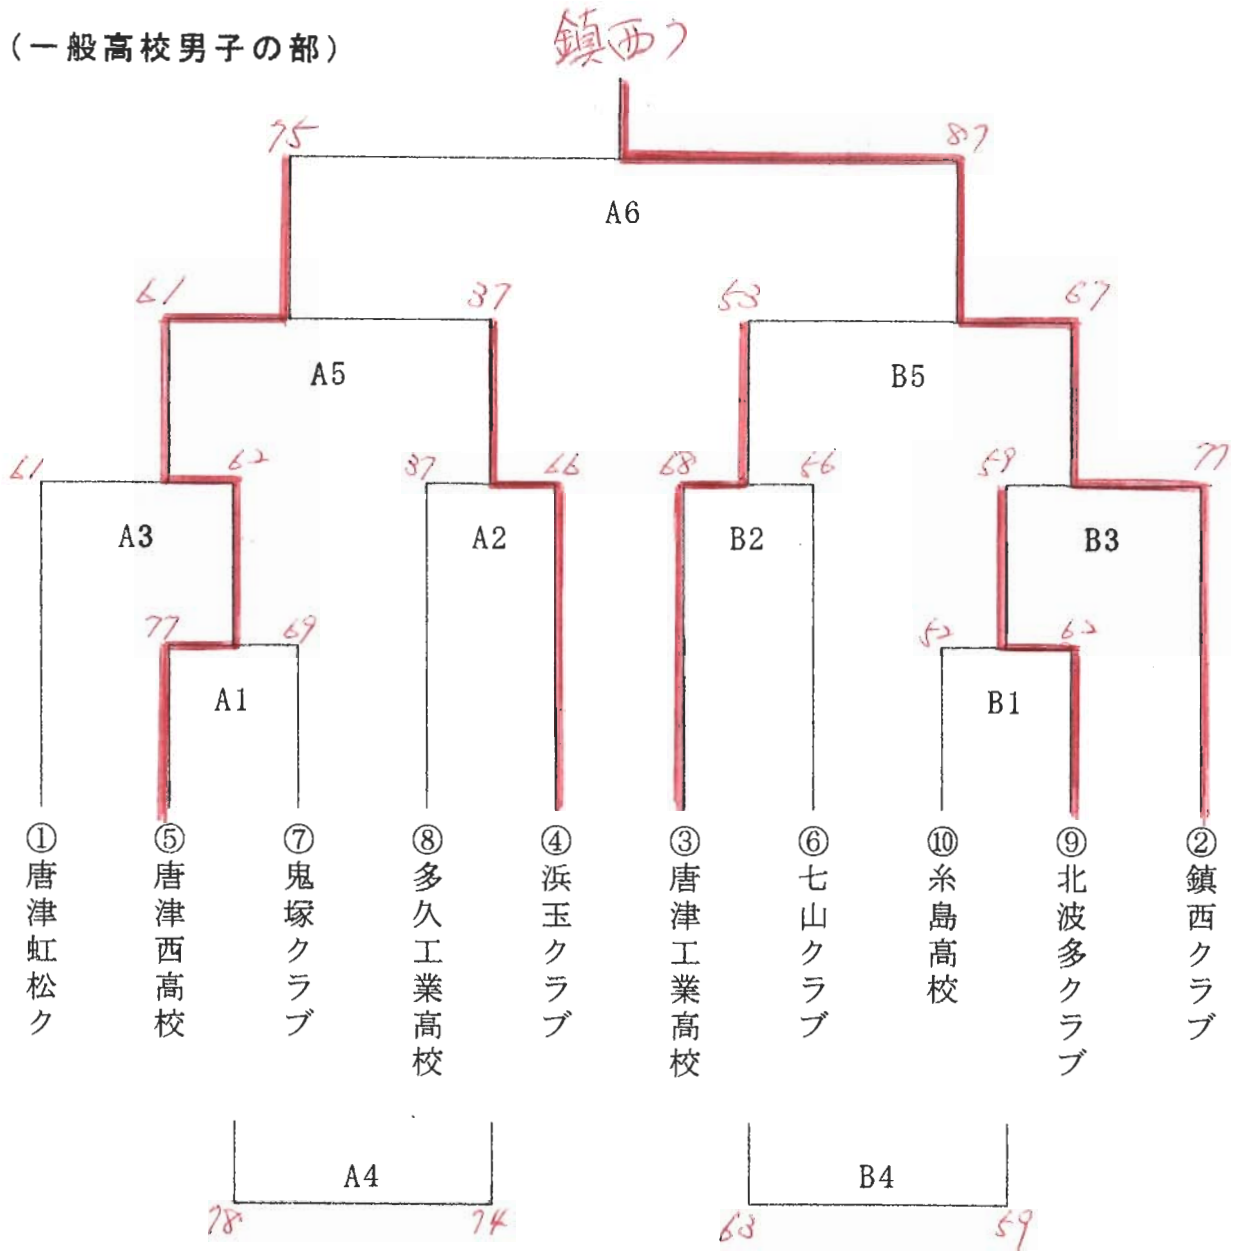 (一般高校男子の部)
鎮西ク
75 87
A6
61 37 53 67
A5 B5
61 62 37 66 68 56 59 77
A3 A2 B2 B3
77 69 52 62
A1 B1
①唐津虹松ク
⑤唐津西高校
⑦鬼塚クラブ
⑧多久工業高校
④浜玉クラブ
③唐津工業高校
⑥七山クラブ
⑩糸島高校
⑨北波多クラブ
②鎮西クラブ
A4 B4
78 74 63 59